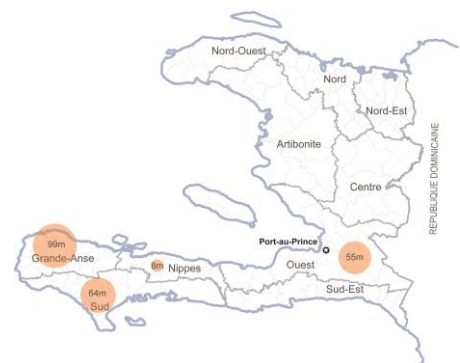 Nord-Ouest
Nord
Nord-Est
Artibonite
Centre
REPUBLIQUE DOMINICAINE
Port-au-Prince
55m
Ouest
Sud-Est
99m
Grande-Anse
6m
Nippes
64m
Sud